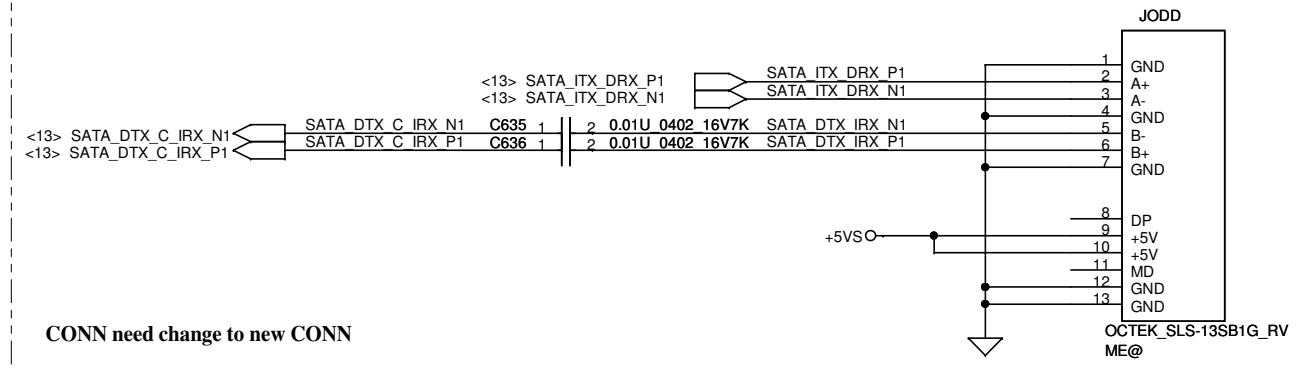 JODD
1 GND
<13> SATA_ITX_DRX_P1 SATA_ITX_DRX_P1 2 A+
<13> SATA_ITX_DRX_N1 SATA_ITX_DRX_N1 3 A-
4 GND
<13> SATA_DTX_C_IRX_N1 SATA_DTX_C_IRX_N1 C635 1 2 0.01U_0402_16V7K SATA_DTX_IRX_N1 5 B-
<13> SATA_DTX_C_IRX_P1 SATA_DTX_C_IRX_P1 C636 1 2 0.01U_0402_16V7K SATA_DTX_IRX_P1 6 B+
7 GND
8 DP
+5VS 9 +5V
10 +5V
11 MD
12 GND
13 GND
CONN need change to new CONN
OCTEK_SLS-13SB1G_RV
ME@